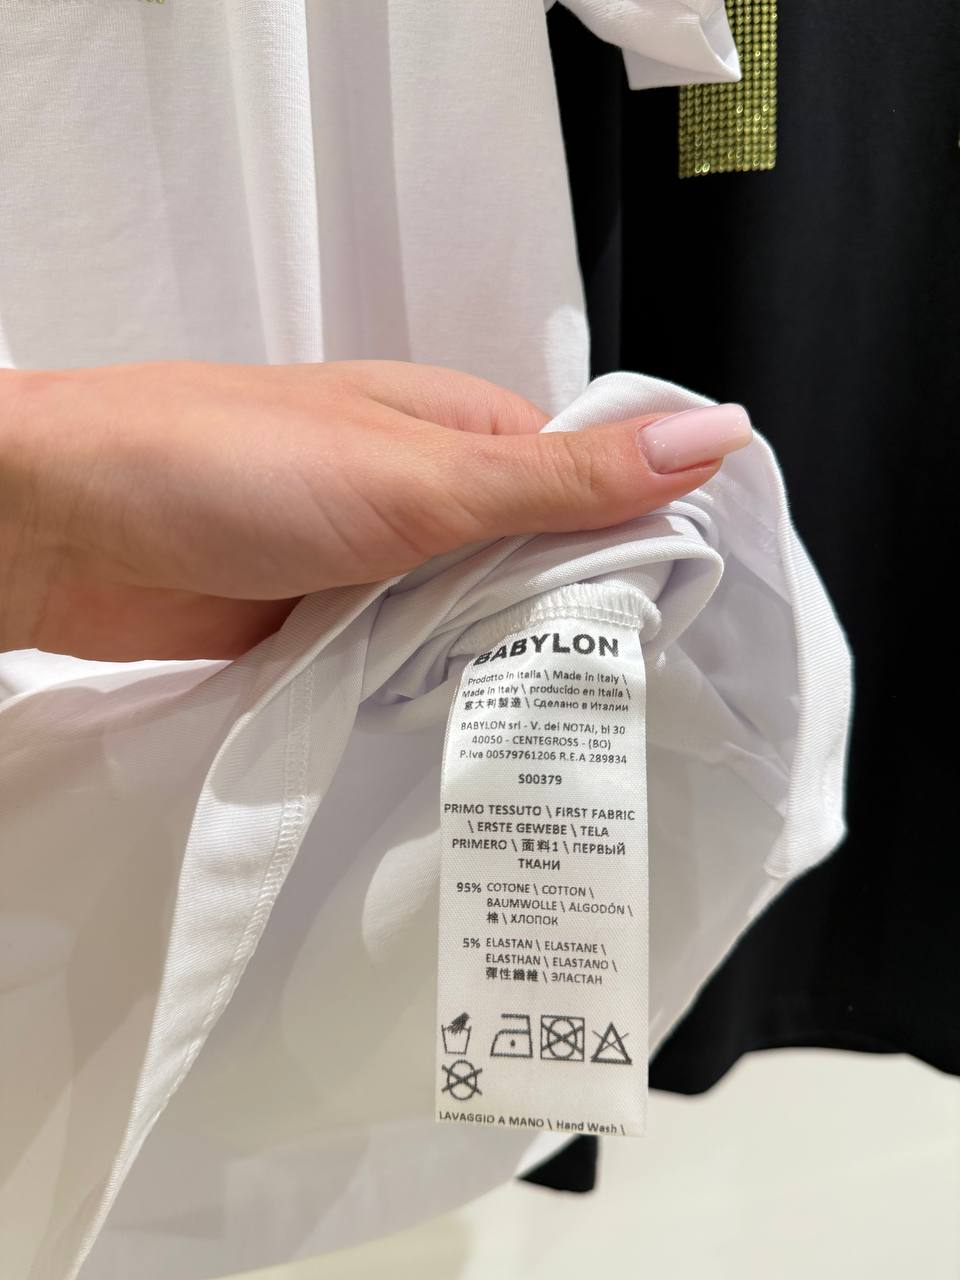 BABYLON
Prodotto in Italia \ Made in Italy \
Made in Italy \ producido en Italia \
意大利製造 \ Сделано в Италии
BABYLON srl - V. dei NOTAI, bl 30
40050 - CENTEGROSS - (BO)
P.Iva 00579761206 R.E.A 289834
S00379
PRIMO TESSUTO \ FIRST FABRIC
\ ERSTE GEWEBE \ TELA
PRIMERO \ 面料1 \ ПЕРВЫЙ
ТКАНИ
95% COTONE \ COTTON \
BAUMWOLLE \ ALGODÓN \
棉 \ ХЛОПОК
5% ELASTAN \ ELASTANE \
ELASTHAN \ ELASTANO \
彈性纖維 \ ЭЛАСТАН
LAVAGGIO A MANO \ Hand Wash \